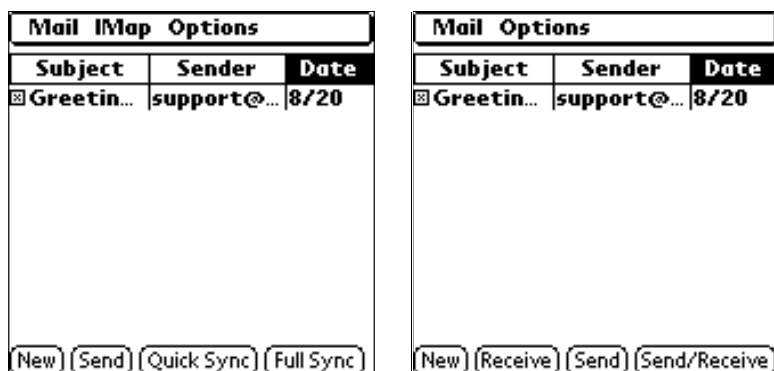 Mail IMap Options
Subject Sender Date
Greetin... support@... 8/20
New Send Quick Sync Full Sync
Mail Options
Subject Sender Date
Greetin... support@... 8/20
New Receive Send Send/Receive